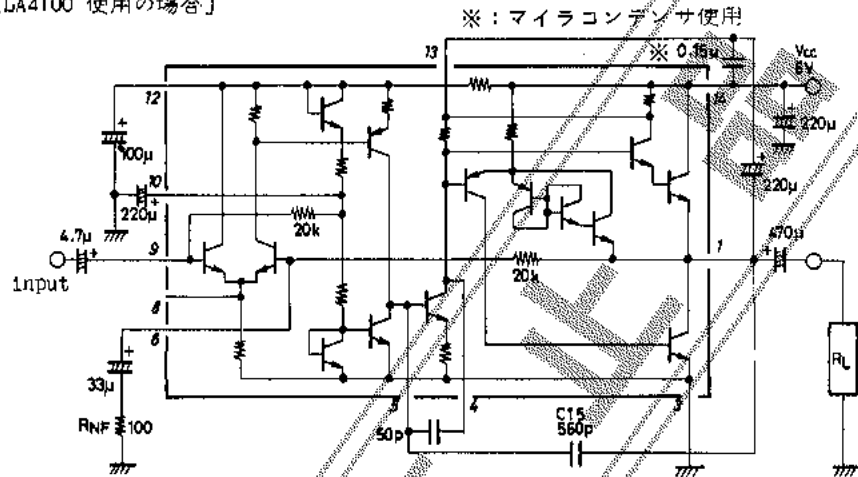 [LA4100 使用の場合]
※:マイラコンデンサ使用
13
※ 0.15μ
Vcc
6V
12
14
100μ
220μ
10
220μ
220μ
20k
4.7μ
9
1
470μ
20k
input
8
6
33μ
RL
5
4
3
RNF
100
50p
C15
560p